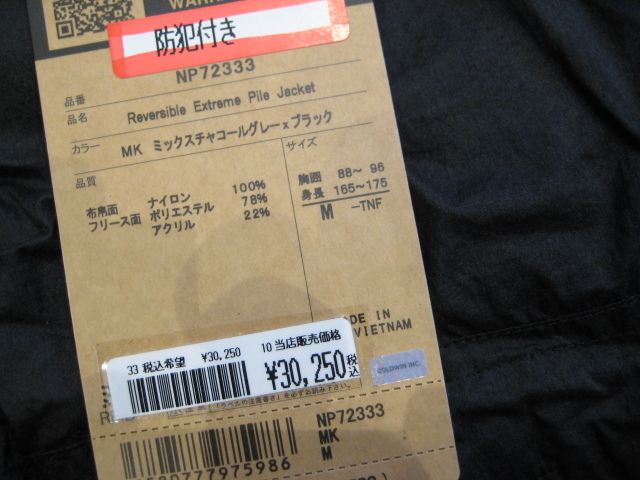 防犯付き
品番 NP72333
品名 Reversible Extreme Pile Jacket
カラー MK ミックスチャコールグレー×ブラック
品質
布帛面 ナイロン 100%
フリース面 ポリエステル 78%
アクリル 22%
サイズ
胸囲 88~ 96
身長 165~175
M -TNF
DE IN
VIETNAM
33 税込希望 ¥30,250 10 当店販売価格
¥30,250税込
GOLDWIN INC.
NP72333
MK
M